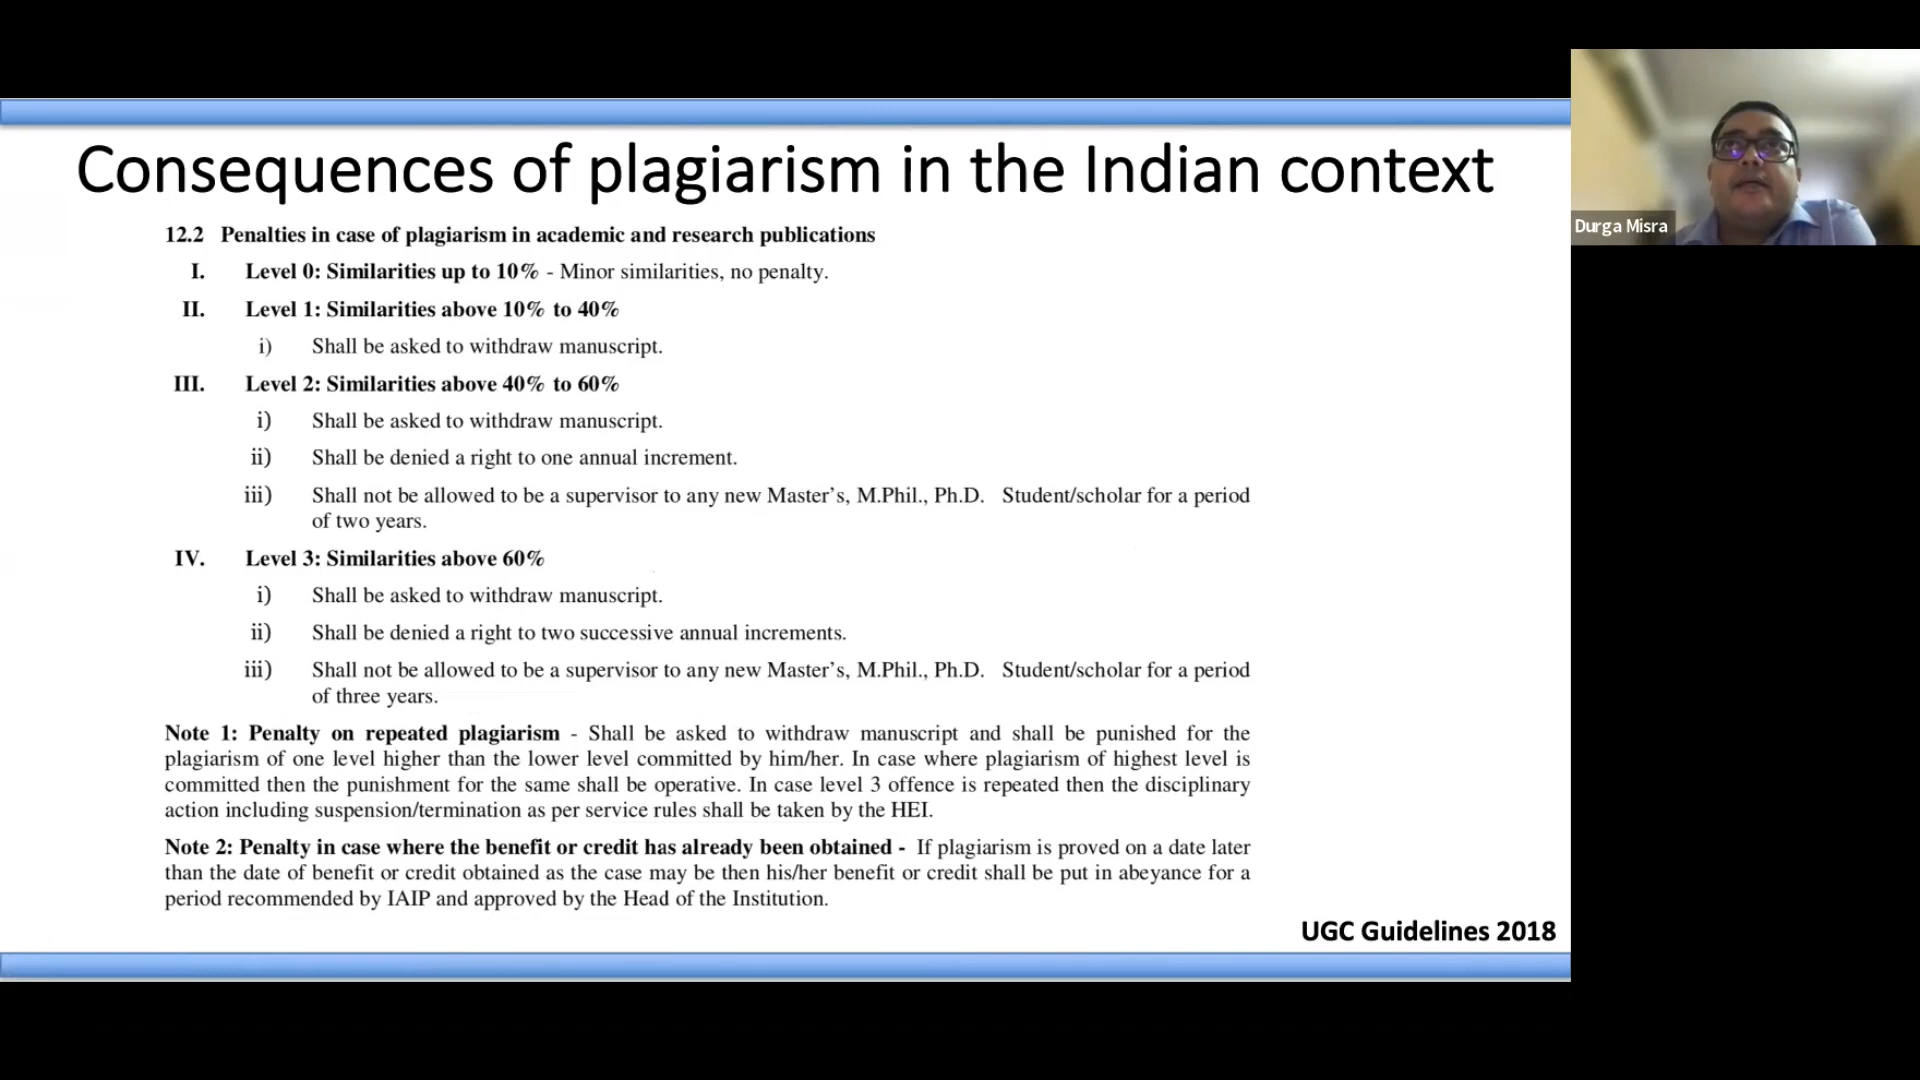 Consequences of plagiarism in the Indian context
12.2 Penalties in case of plagiarism in academic and research publications
I. Level 0: Similarities up to 10% - Minor similarities, no penalty.
II. Level 1: Similarities above 10% to 40%
i) Shall be asked to withdraw manuscript.
III. Level 2: Similarities above 40% to 60%
i) Shall be asked to withdraw manuscript.
ii) Shall be denied a right to one annual increment.
iii) Shall not be allowed to be a supervisor to any new Master’s, M.Phil., Ph.D. Student/scholar for a period
of two years.
IV. Level 3: Similarities above 60%
i) Shall be asked to withdraw manuscript.
ii) Shall be denied a right to two successive annual increments.
iii) Shall not be allowed to be a supervisor to any new Master’s, M.Phil., Ph.D. Student/scholar for a period
of three years.
Note 1: Penalty on repeated plagiarism - Shall be asked to withdraw manuscript and shall be punished for the
plagiarism of one level higher than the lower level committed by him/her. In case where plagiarism of highest level is
committed then the punishment for the same shall be operative. In case level 3 offence is repeated then the disciplinary
action including suspension/termination as per service rules shall be taken by the HEI.
Note 2: Penalty in case where the benefit or credit has already been obtained - If plagiarism is proved on a date later
than the date of benefit or credit obtained as the case may be then his/her benefit or credit shall be put in abeyance for a
period recommended by IAIP and approved by the Head of the Institution.
UGC Guidelines 2018
Durga Misra